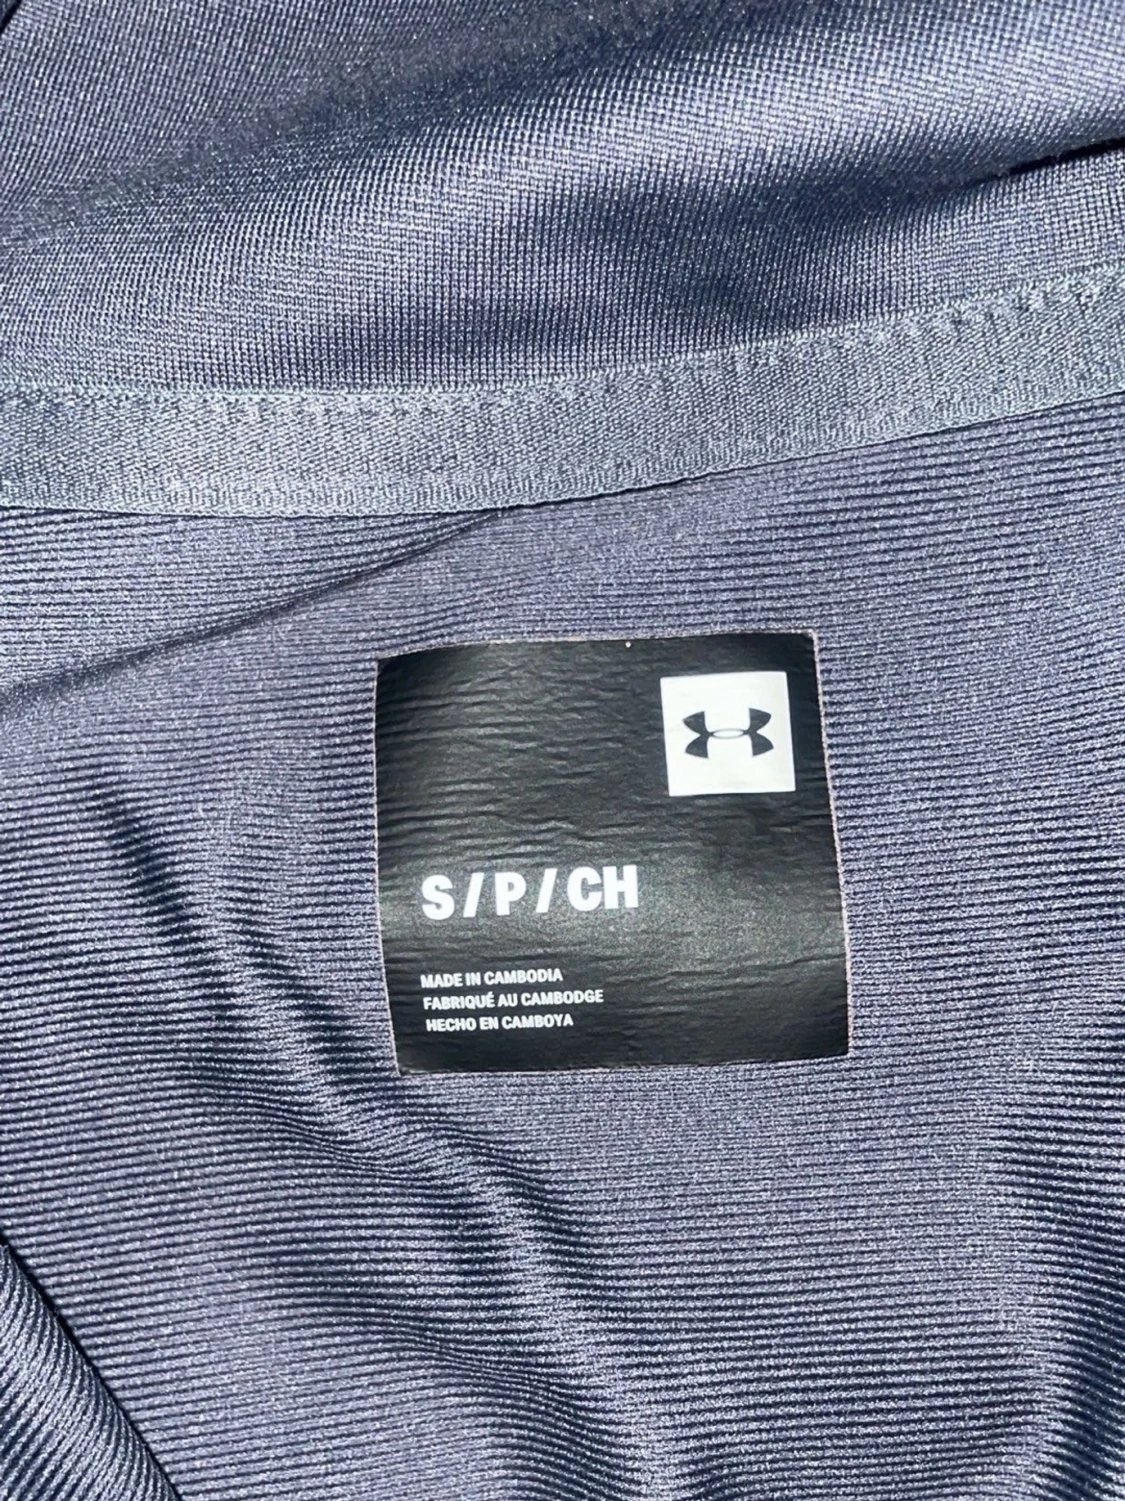 S/P/CH
MADE IN CAMBODIA
FABRIQUÉ AU CAMBODGE
HECHO EN CAMBOYA